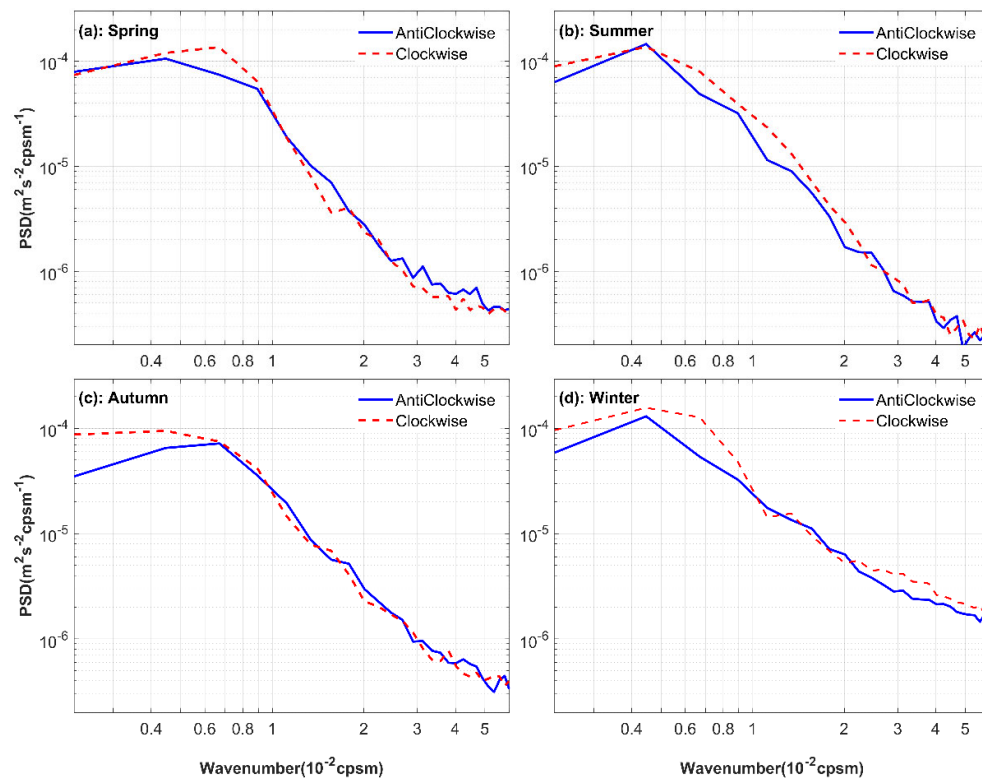 (a): Spring
AntiClockwise
Clockwise
10^-4
10^-5
10^-6
PSD(m^2s^-2cpsm^-1)
0.4 0.6 0.8 1 2 3 4 5
(b): Summer
AntiClockwise
Clockwise
10^-4
10^-5
10^-6
0.4 0.6 0.8 1 2 3 4 5
(c): Autumn
AntiClockwise
Clockwise
10^-4
10^-5
10^-6
PSD(m^2s^-2cpsm^-1)
0.4 0.6 0.8 1 2 3 4 5
Wavenumber(10^-2cpsm)
(d): Winter
AntiClockwise
Clockwise
10^-4
10^-5
10^-6
0.4 0.6 0.8 1 2 3 4 5
Wavenumber(10^-2cpsm)